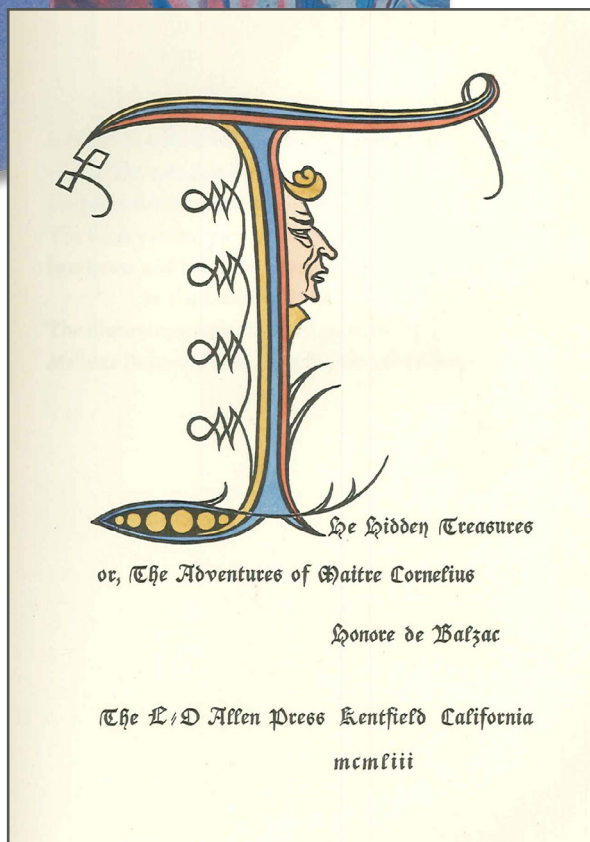 The Hidden Treasures
or, The Adventures of Maitre Cornelius
Honore de Balzac
The L⸗D Allen Press Kentfield California
mcmliii